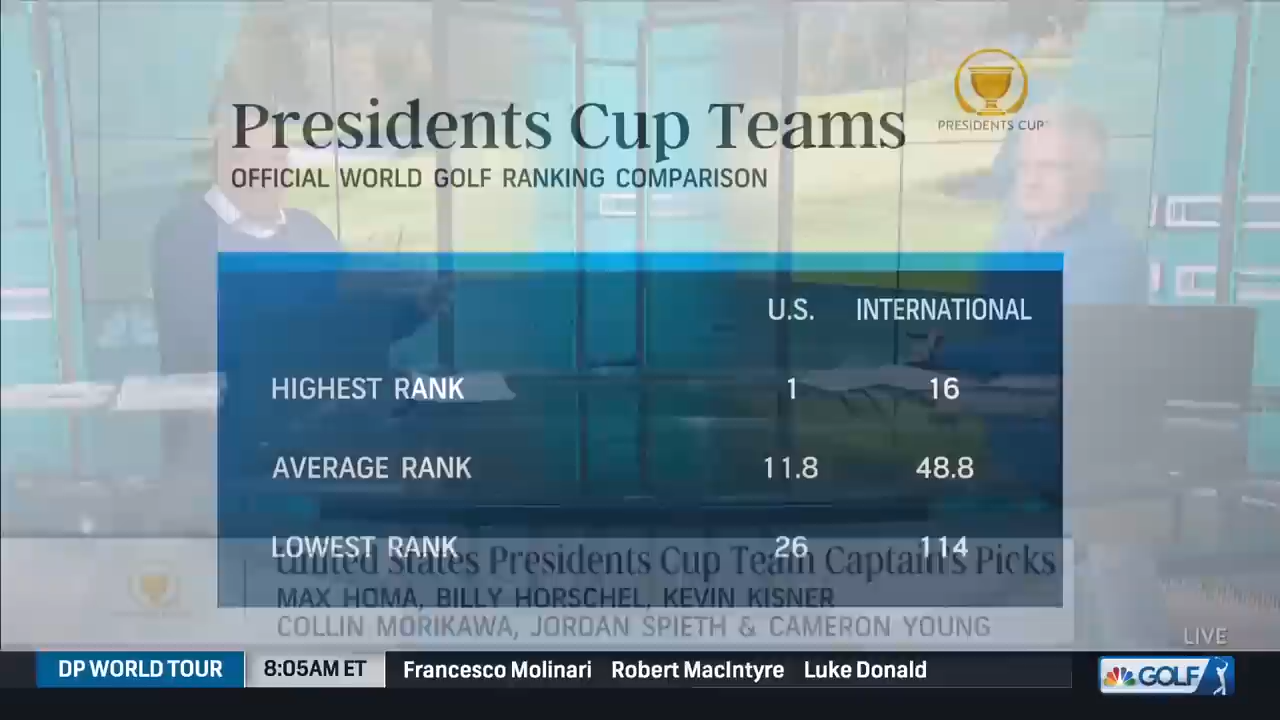 Presidents Cup Teams
PRESIDENTS CUP
OFFICIAL WORLD GOLF RANKING COMPARISON
U.S. INTERNATIONAL
HIGHEST RANK 1 16
AVERAGE RANK 11.8 48.8
LOWEST RANK 26 114
United States Presidents Cup Team Captain's Picks
MAX HOMA, BILLY HORSCHEL, KEVIN KISNER
COLLIN MORIKAWA, JORDAN SPIETH & CAMERON YOUNG
LIVE
DP WORLD TOUR 8:05AM ET Francesco Molinari Robert MacIntyre Luke Donald GOLF